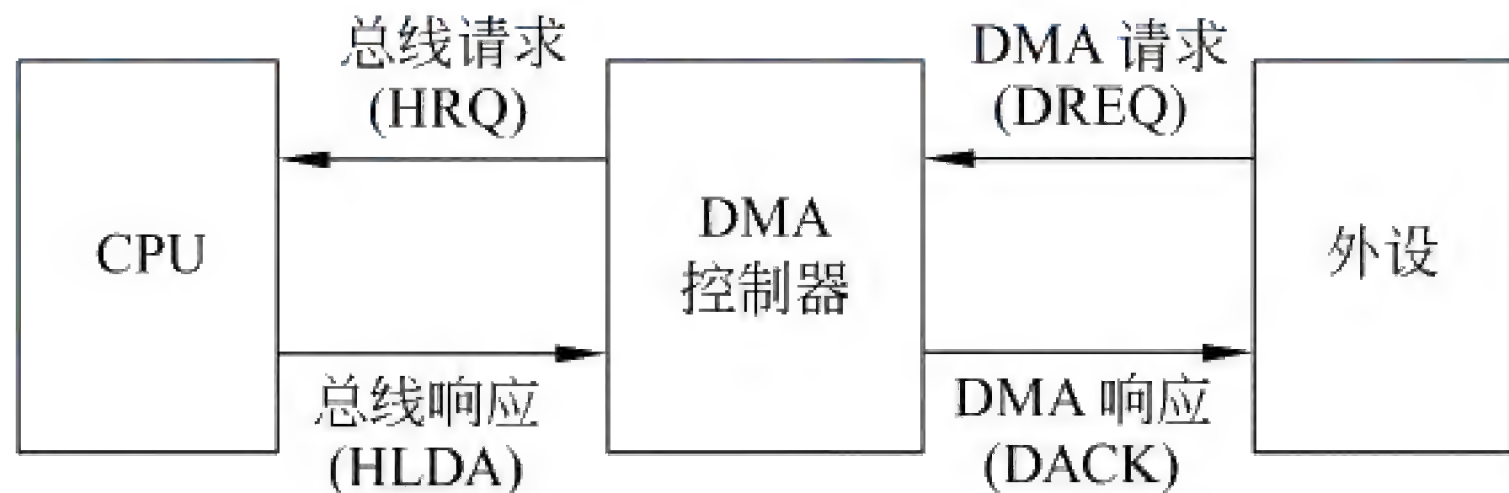 总线请求
(HRQ)
DMA 请求
(DREQ)
CPU
DMA
控制器
外设
总线响应
(HLDA)
DMA 响应
(DACK)